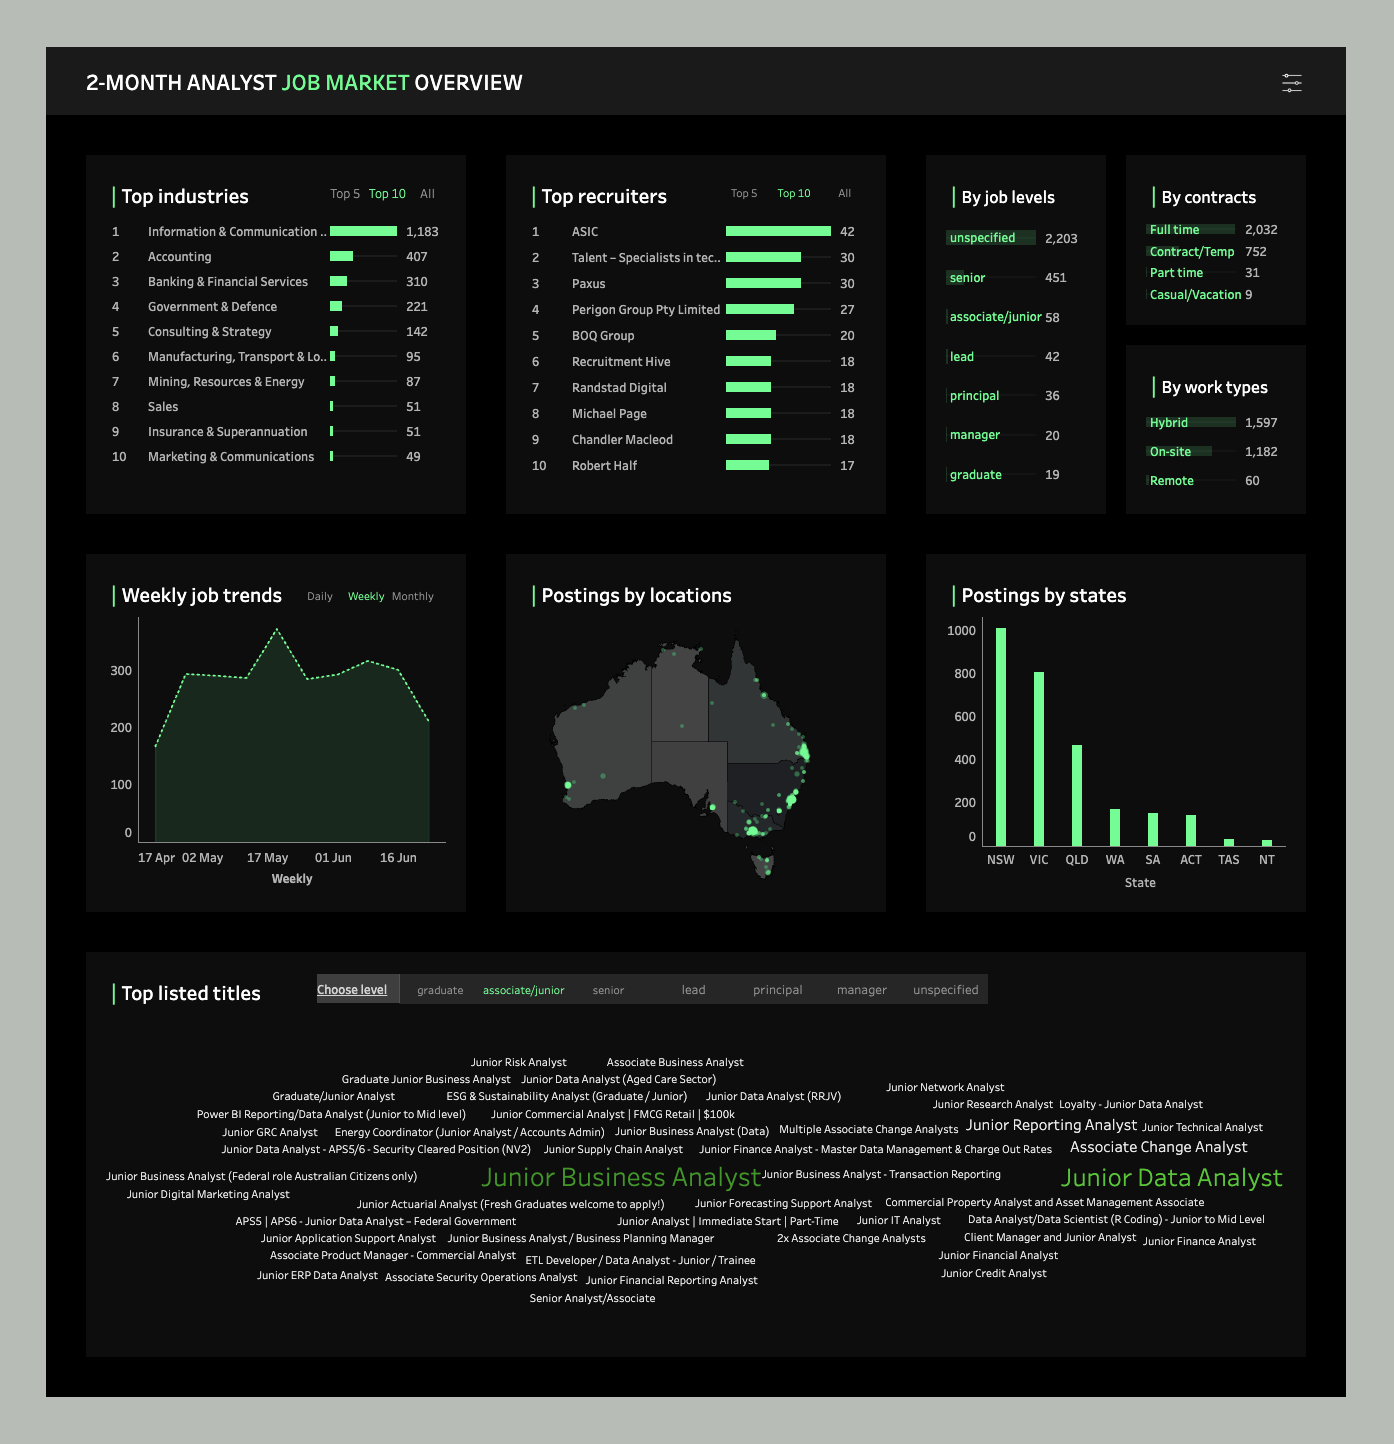 2-MONTH ANALYST JOB MARKET OVERVIEW
Top industries
Top 5 Top 10 All
1 Information & Communication .. 1,183
2 Accounting 407
3 Banking & Financial Services 310
4 Government & Defence 221
5 Consulting & Strategy 142
6 Manufacturing, Transport & Lo.. 95
7 Mining, Resources & Energy 87
8 Sales 51
9 Insurance & Superannuation 51
10 Marketing & Communications 49
Top recruiters
Top 5 Top 10 All
1 ASIC 42
2 Talent – Specialists in tec.. 30
3 Paxus 30
4 Perigon Group Pty Limited 27
5 BOQ Group 20
6 Recruitment Hive 18
7 Randstad Digital 18
8 Michael Page 18
9 Chandler Macleod 18
10 Robert Half 17
By job levels
unspecified 2,203
senior 451
associate/junior 58
lead 42
principal 36
manager 20
graduate 19
By contracts
Full time 2,032
Contract/Temp 752
Part time 31
Casual/Vacation 9
By work types
Hybrid 1,597
On-site 1,182
Remote 60
Weekly job trends
Daily Weekly Monthly
300
200
100
0
17 Apr 02 May 17 May 01 Jun 16 Jun
Weekly
Postings by locations
Postings by states
1000
800
600
400
200
0
NSW VIC QLD WA SA ACT TAS NT
State
Top listed titles
Choose level graduate associate/junior senior lead principal manager unspecified
Junior Risk Analyst Associate Business Analyst
Graduate Junior Business Analyst Junior Data Analyst (Aged Care Sector)
Junior Network Analyst
Graduate/Junior Analyst ESG & Sustainability Analyst (Graduate / Junior) Junior Data Analyst (RRJV)
Junior Research Analyst Loyalty - Junior Data Analyst
Power BI Reporting/Data Analyst (Junior to Mid level) Junior Commercial Analyst | FMCG Retail | $100k
Junior GRC Analyst Energy Coordinator (Junior Analyst / Accounts Admin) Junior Business Analyst (Data) Multiple Associate Change Analysts Junior Reporting Analyst Junior Technical Analyst
Junior Data Analyst - APS5/6 - Security Cleared Position (NV2) Junior Supply Chain Analyst Junior Finance Analyst - Master Data Management & Charge Out Rates Associate Change Analyst
Junior Business Analyst (Federal role Australian Citizens only) Junior Business Analyst Junior Business Analyst - Transaction Reporting Junior Data Analyst
Junior Digital Marketing Analyst
Junior Actuarial Analyst (Fresh Graduates welcome to apply!) Junior Forecasting Support Analyst Commercial Property Analyst and Asset Management Associate
APS5 | APS6 - Junior Data Analyst – Federal Government Junior Analyst | Immediate Start | Part-Time Junior IT Analyst Data Analyst/Data Scientist (R Coding) - Junior to Mid Level
Junior Application Support Analyst Junior Business Analyst / Business Planning Manager 2x Associate Change Analysts Client Manager and Junior Analyst Junior Finance Analyst
Associate Product Manager - Commercial Analyst ETL Developer / Data Analyst - Junior / Trainee Junior Financial Analyst
Junior ERP Data Analyst Associate Security Operations Analyst Junior Financial Reporting Analyst Junior Credit Analyst
Senior Analyst/Associate